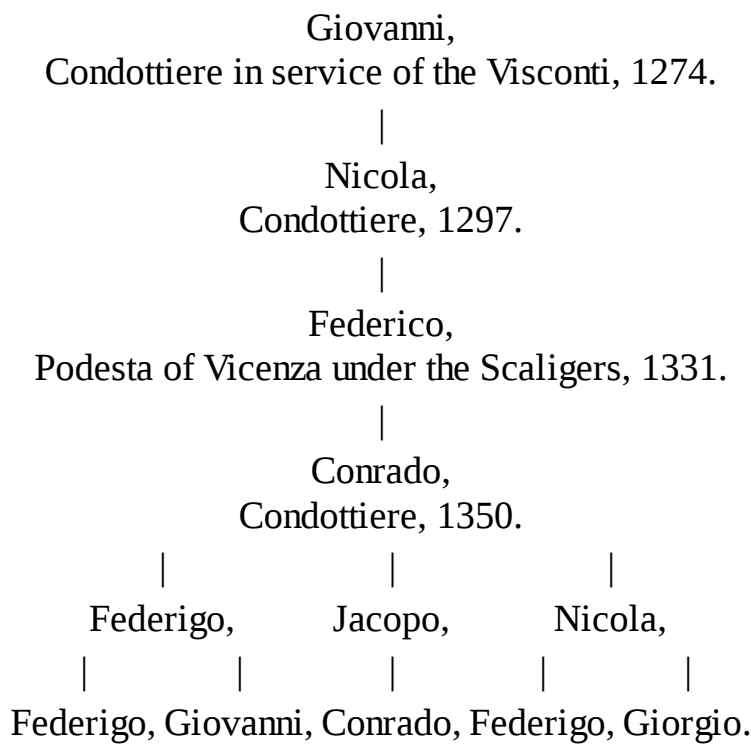 Giovanni,
Condottiere in service of the Visconti, 1274.
|
Nicola,
Condottiere, 1297.
|
Federico,
Podesta of Vicenza under the Scaligers, 1331.
|
Conrado,
Condottiere, 1350.
| | |
Federigo, Jacopo, Nicola,
| | | | |
Federigo, Giovanni, Conrado, Federigo, Giorgio.